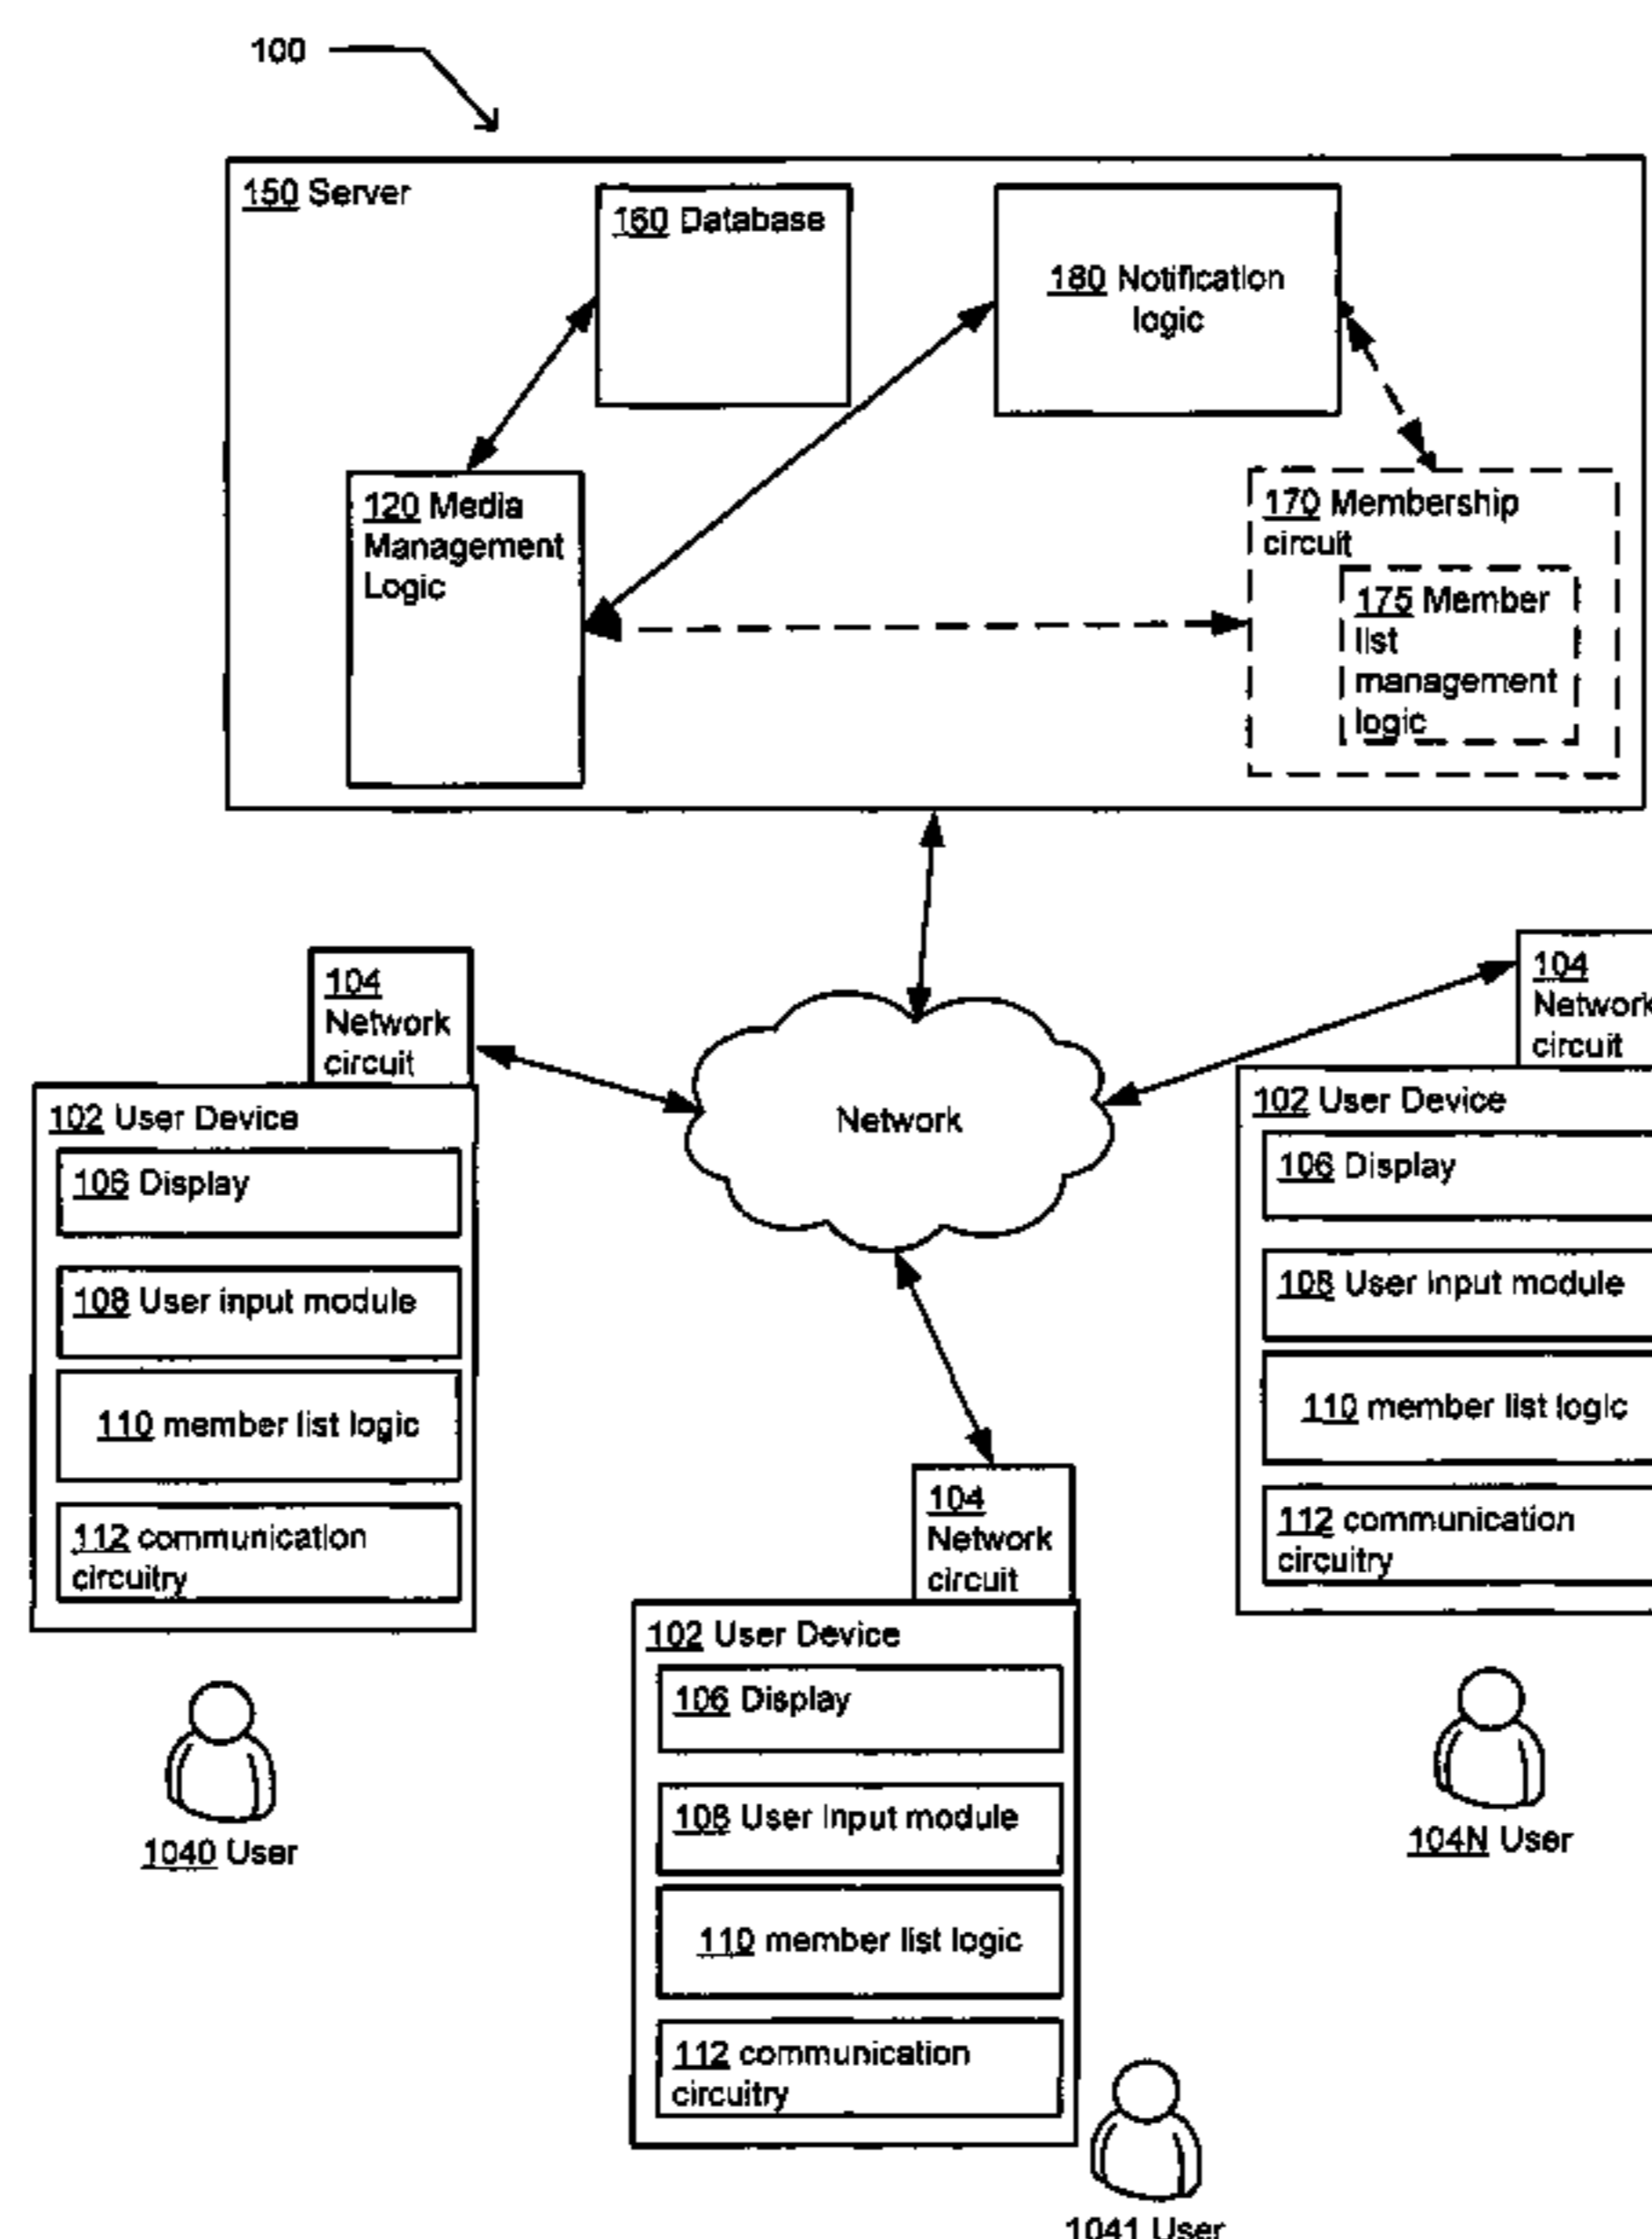 100
150 Server
160 Database
180 Notification
logic
120 Media
Management
Logic
170 Membership
circuit
175 Member
list
management
logic
104
Network
circuit
102 User Device
106 Display
108 User input module
110 member list logic
112 communication
circuitry
1040 User
Network
104
Network
circuit
102 User Device
106 Display
108 User Input module
110 member list logic
112 communication
circuitry
1041 User
104
Network
circuit
102 User Device
106 Display
108 User Input module
110 member list logic
112 communication
circuitry
104N User